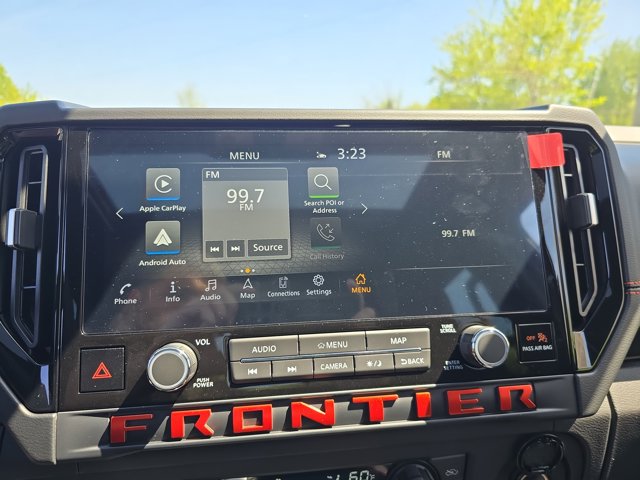 MENU
3:23
FM
Apple CarPlay
FM
99.7
FM
Source
Search POI or
Address
Call History
Android Auto
99.7 FM
Phone
Info
Audio
Map
Connections
Settings
MENU
VOL
PUSH
POWER
AUDIO
MENU
MAP
CAMERA
BACK
TUNE
SCROLL
ENTER
SETTING
OFF
PASS AIR BAG
FRONTIER
60°F